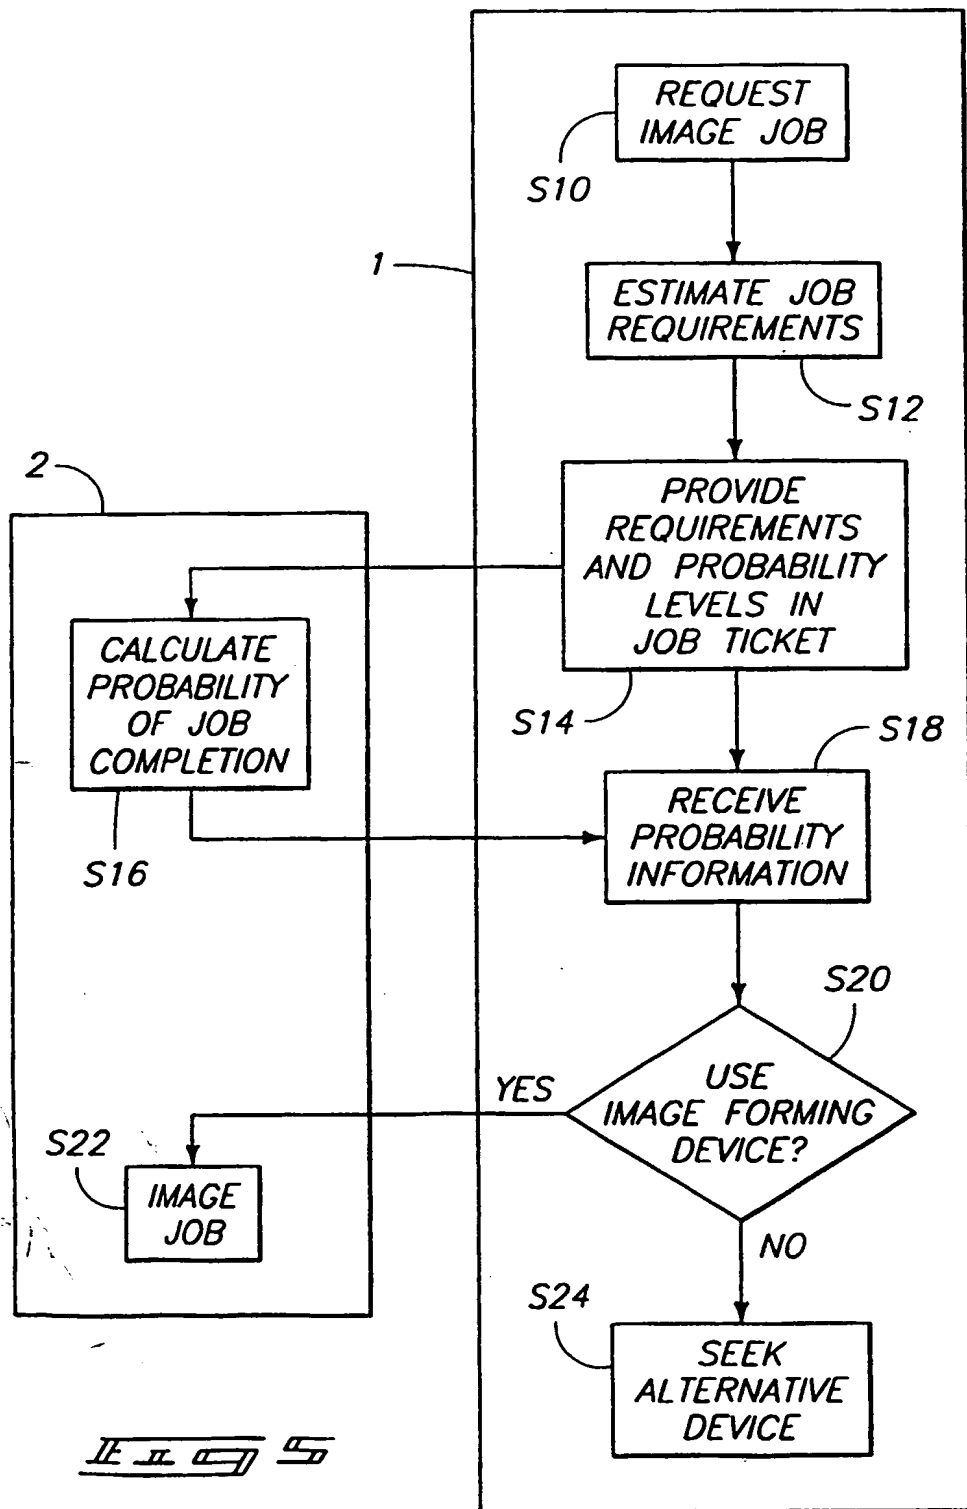 REQUEST
IMAGE JOB
S10
1
ESTIMATE JOB
REQUIREMENTS
S12
2
PROVIDE
REQUIREMENTS
AND PROBABILITY
LEVELS IN
JOB TICKET
S14
CALCULATE
PROBABILITY
OF JOB
COMPLETION
S16
S18
RECEIVE
PROBABILITY
INFORMATION
S20
USE
IMAGE FORMING
DEVICE?
YES
S22
IMAGE
JOB
NO
S24
SEEK
ALTERNATIVE
DEVICE
FIG 5